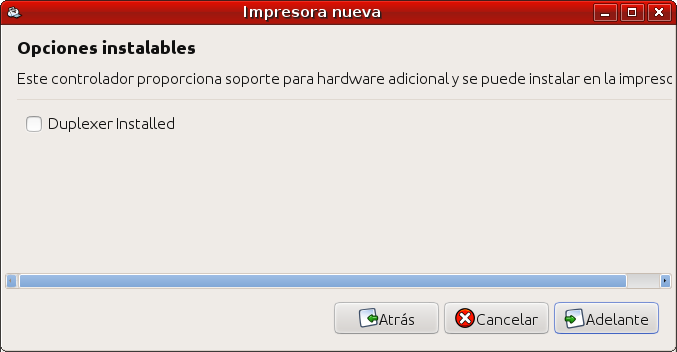 Impresora nueva
Opciones instalables
Este controlador proporciona soporte para hardware adicional y se puede instalar en la impresc
Duplexer Installed
Atrás Cancelar Adelante